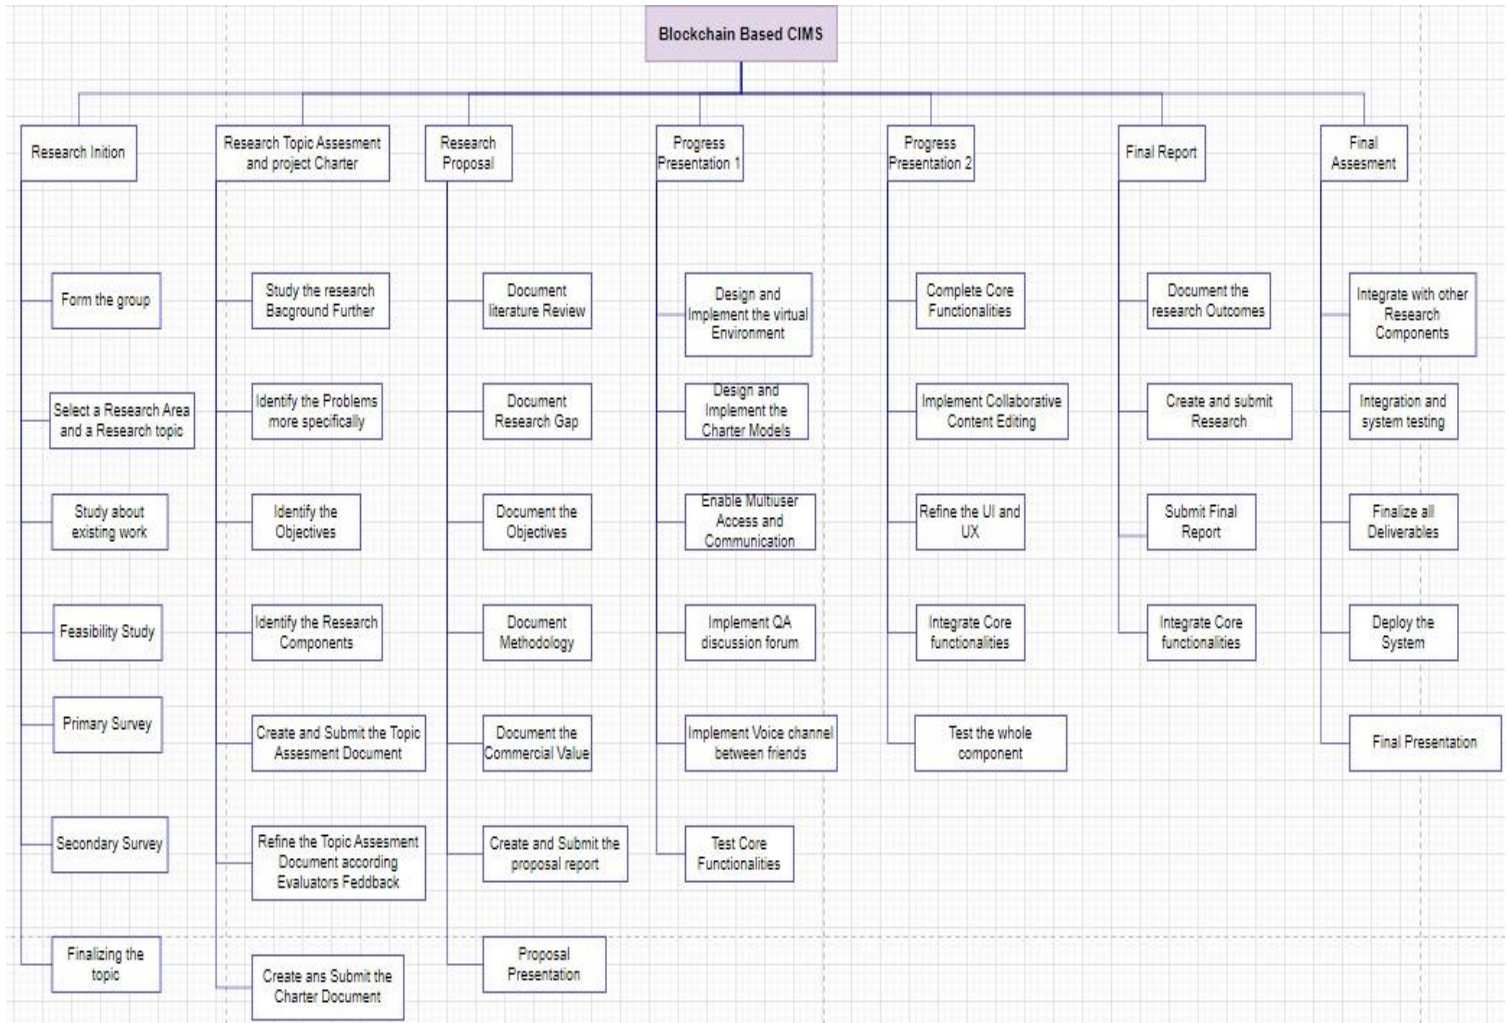 Blockchain Based CIMS
Research Inition
Research Topic Assesment
and project Charter
Research
Proposal
Progress
Presentation 1
Progress
Presentation 2
Final Report
Final
Assesment
Form the group
Select a Research Area
and a Research topic
Study about
existing work
Feasibility Study
Primary Survey
Secondary Survey
Finalizing the
topic
Study the research
Bacground Further
Identify the Problems
more specifically
Identify the
Objectives
Identify the Research
Components
Create and Submit the Topic
Assesment Document
Refine the Topic Assesment
Document according
Evaluators Feddback
Create ans Submit the
Charter Document
Document
literature Review
Document
Research Gap
Document the
Objectives
Document
Methodology
Document the
Commercial Value
Create and Submit the
proposal report
Proposal
Presentation
Design and
Implement the virtual
Environment
Design and
Implement the
Charter Models
Enable Multiuser
Access and
Communication
Implement QA
discussion forum
Implement Voice channel
between friends
Test Core
Functionalities
Complete Core
Functionalities
Implement Collaborative
Content Editing
Refine the UI and
UX
Integrate Core
functionalities
Test the whole
component
Document the
research Outcomes
Create and submit
Research
Submit Final
Report
Integrate Core
functionalities
Integrate with other
Research
Components
Integration and
system testing
Finalize all
Deliverables
Deploy the
System
Final Presentation